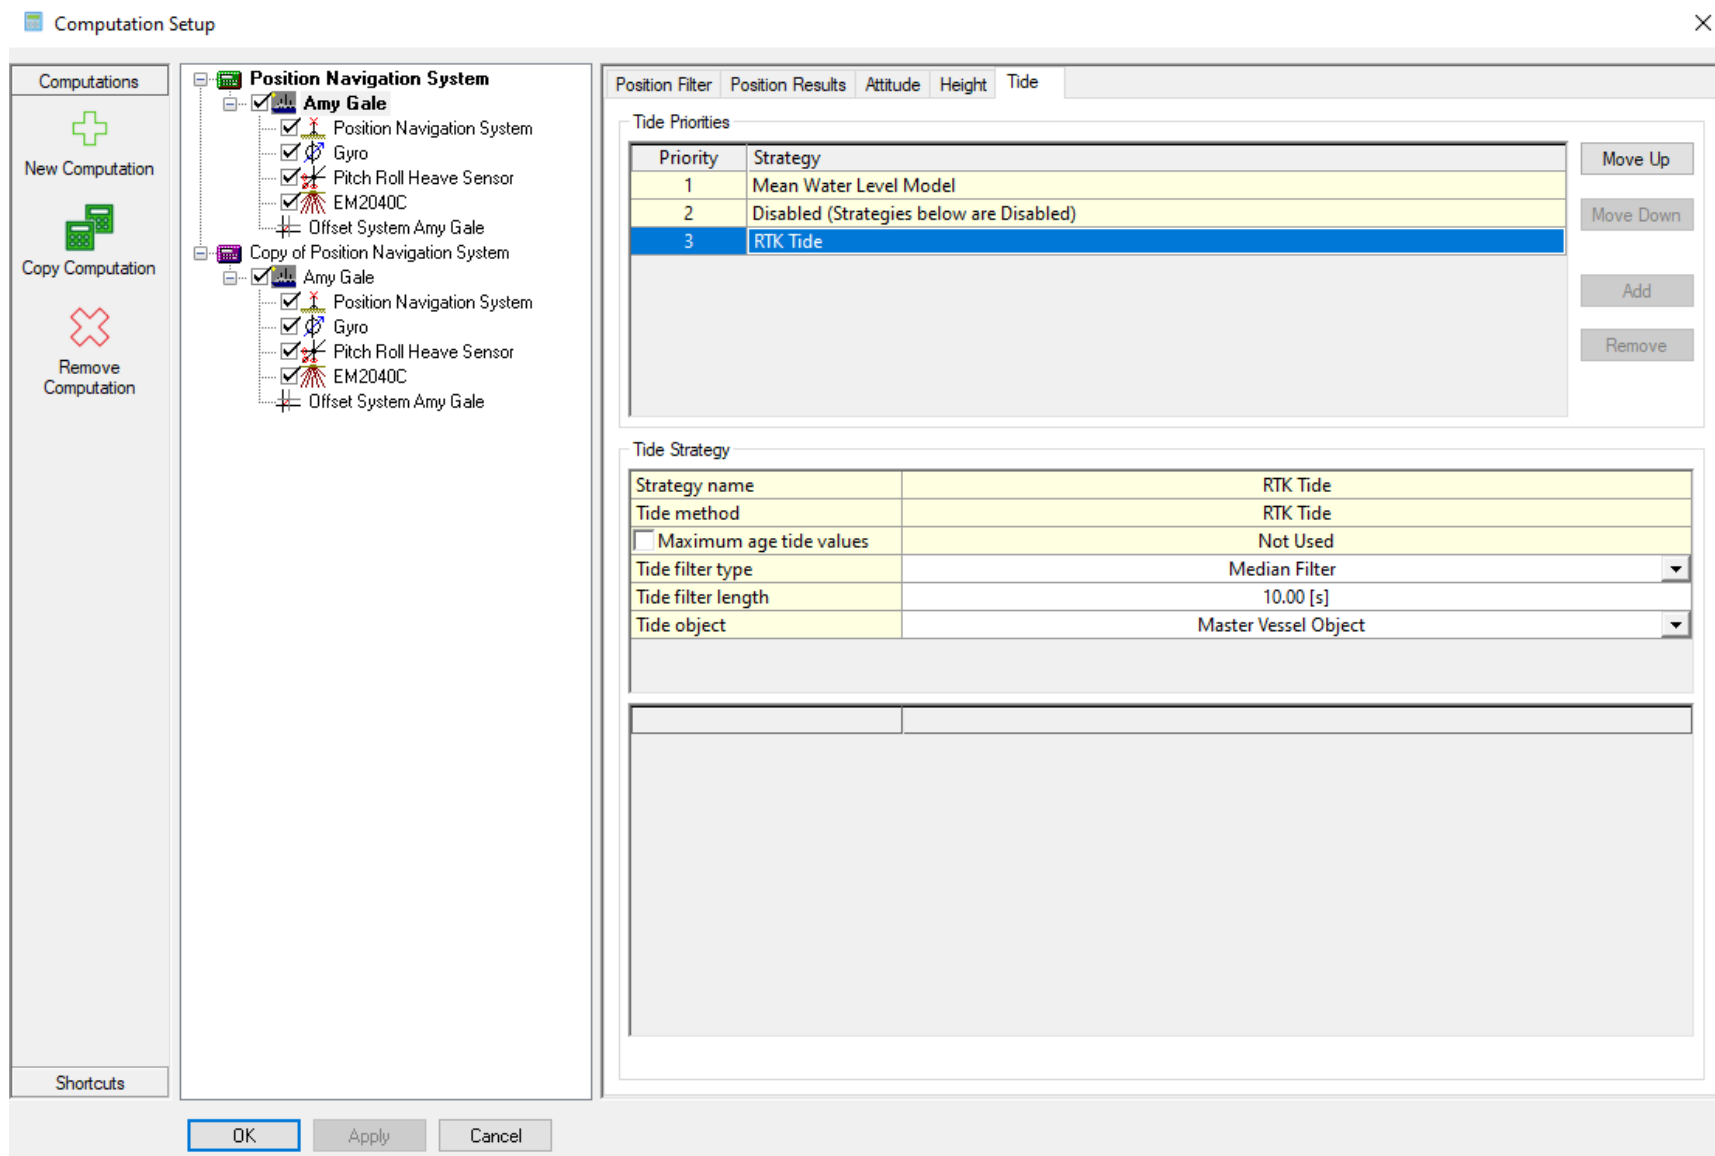 Computation Setup
Computations
New Computation
Copy Computation
Remove
Computation
Shortcuts
Position Navigation System
Amy Gale
Position Navigation System
Gyro
Pitch Roll Heave Sensor
EM2040C
Offset System Amy Gale
Copy of Position Navigation System
Amy Gale
Position Navigation System
Gyro
Pitch Roll Heave Sensor
EM2040C
Offset System Amy Gale
Position Filter Position Results Attitude Height Tide
Tide Priorities
Priority Strategy
1 Mean Water Level Model
2 Disabled (Strategies below are Disabled)
3 RTK Tide
Move Up
Move Down
Add
Remove
Tide Strategy
Strategy name RTK Tide
Tide method RTK Tide
Maximum age tide values Not Used
Tide filter type Median Filter
Tide filter length 10.00 [s]
Tide object Master Vessel Object
OK Apply Cancel